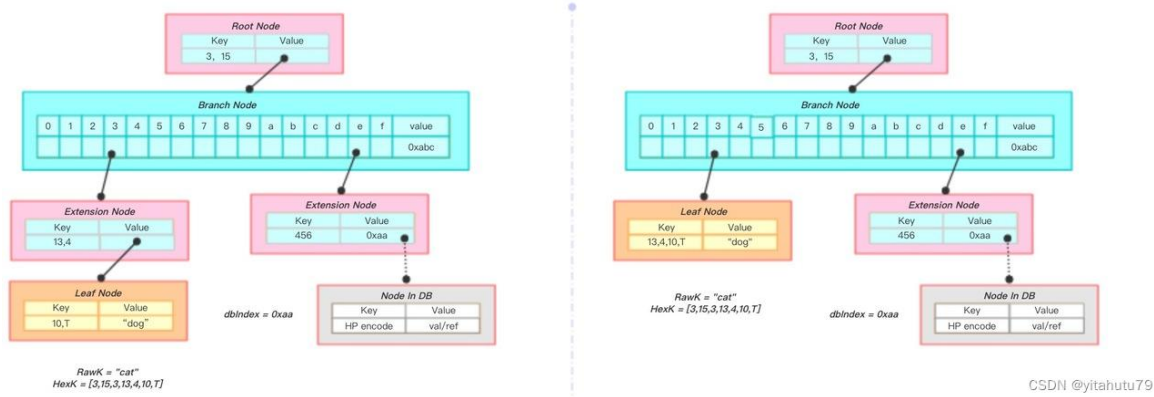 Root Node
Key Value
3, 15
Branch Node
0 1 2 3 4 5 6 7 8 9 a b c d e f value
0xabc
Extension Node
Key Value
13,4
Extension Node
Key Value
456 0xaa
Leaf Node
Key Value
10,T "dog"
dbIndex = 0xaa
Node In DB
Key Value
HP encode val/ref
RawK = "cat"
HexK = [3,15,3,13,4,10,T]
Root Node
Key Value
3, 15
Branch Node
0 1 2 3 4 5 6 7 8 9 a b c d e f value
0xabc
Leaf Node
Key Value
13,4,10,T "dog"
Extension Node
Key Value
456 0xaa
RawK = "cat"
HexK = [3,15,3,13,4,10,T]
dbIndex = 0xaa
Node In DB
Key Value
HP encode val/ref
CSDN @yitahutu79